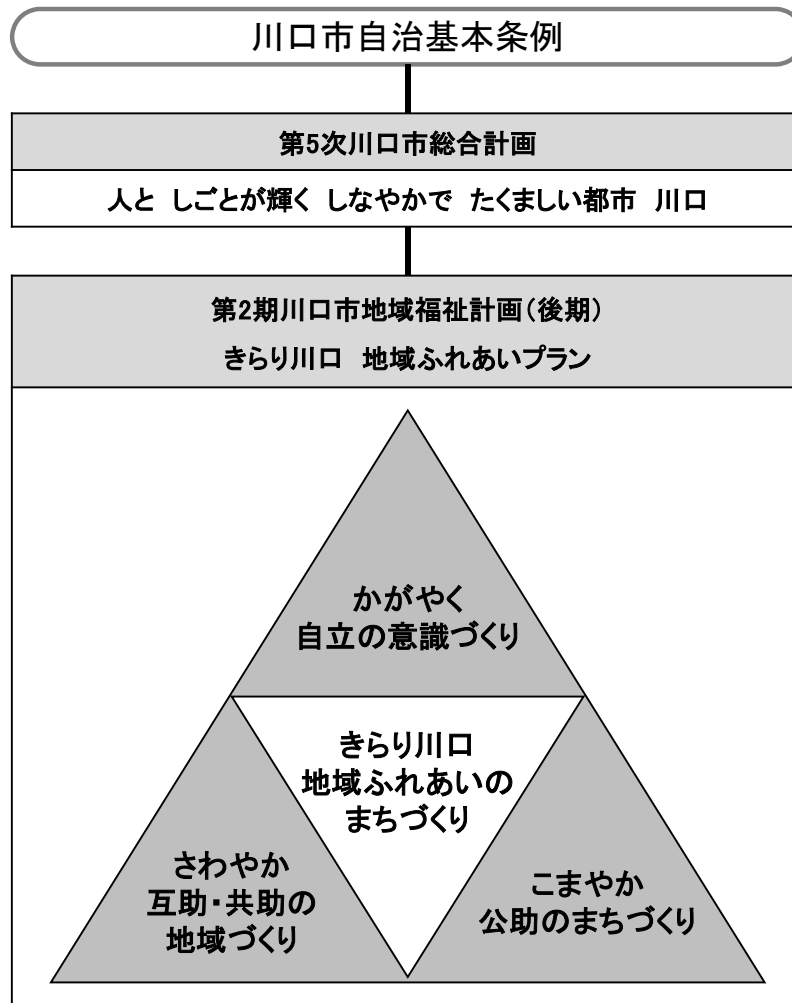 川口市自治基本条例
第5次川口市総合計画
人と しごとが輝く しなやかで たくましい都市 川口
第2期川口市地域福祉計画(後期)
きらり川口 地域ふれあいプラン
かがやく
自立の意識づくり
きらり川口
地域ふれあいの
まちづくり
さわやか
互助・共助の
地域づくり
こまやか
公助のまちづくり